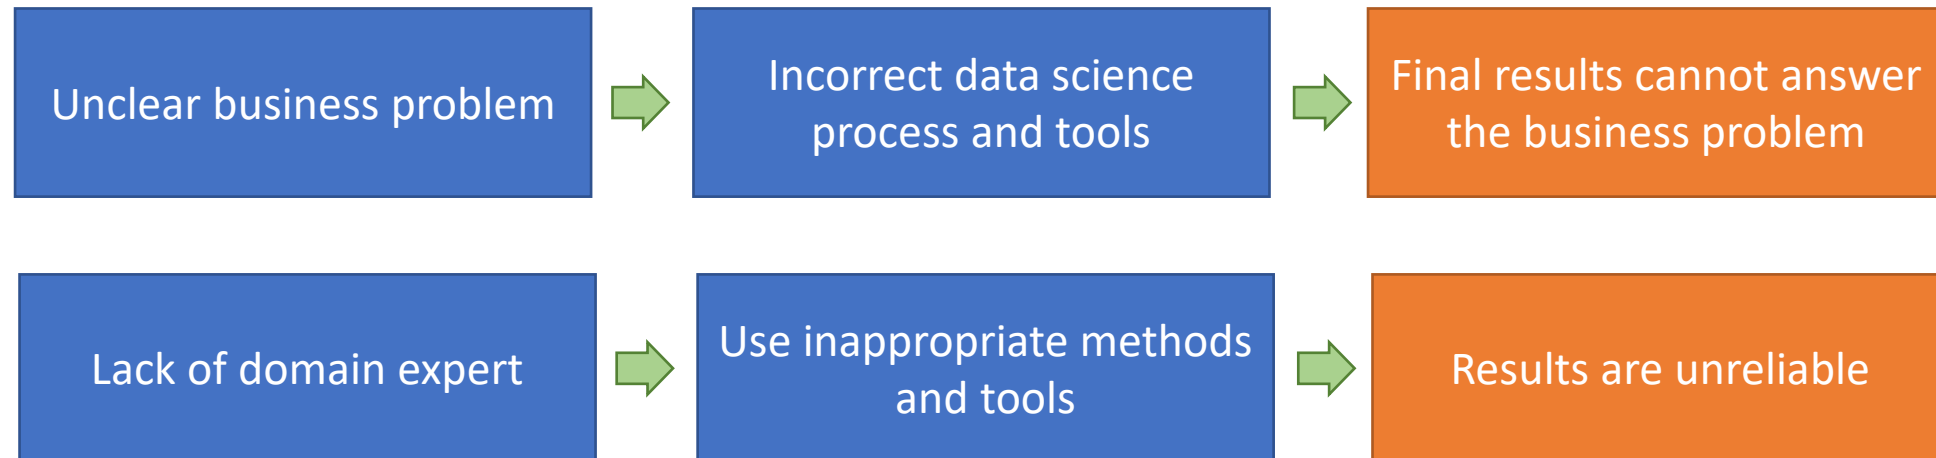 Unclear business problem
Incorrect data science
process and tools
Final results cannot answer
the business problem
Lack of domain expert
Use inappropriate methods
and tools
Results are unreliable